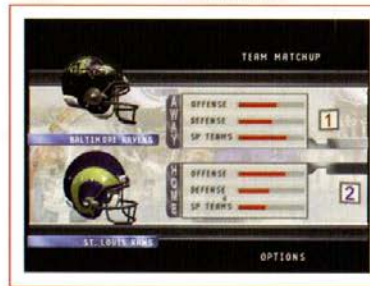 TEAM MATCHUP
AWAY
OFFENSE
DEFENSE
SP TEAMS
1
BALTIMORE RAVENS
HOME
OFFENSE
DEFENSE
SP TEAMS
2
ST. LOUIS RAMS
OPTIONS